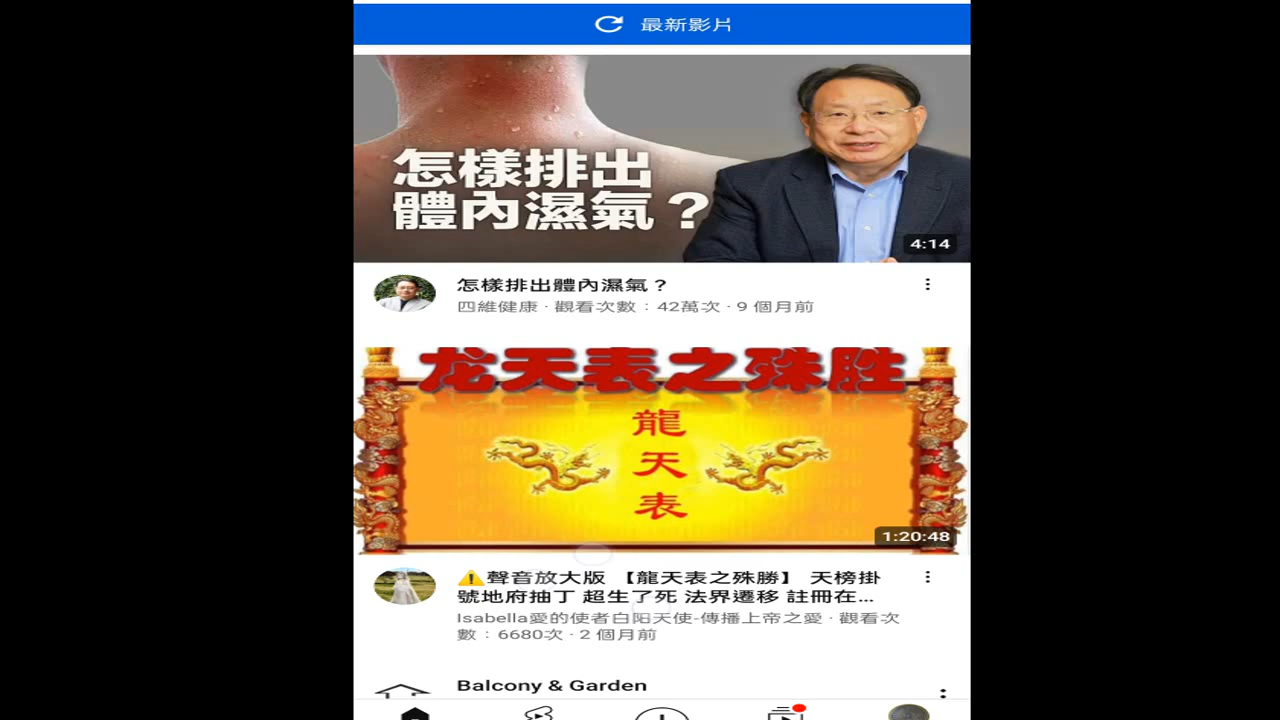 最新影片
怎樣排出
體內濕氣？
4:14
怎樣排出體內濕氣？
四維健康 · 觀看次數：42萬次 · 9 個月前
龙天表之殊胜
龍
天
表
1:20:48
⚠️聲音放大版 【龍天表之殊勝】 天榜掛
號地府抽丁 超生了死 法界遷移 註冊在...
Isabella愛的使者白阳天使-傳播上帝之愛 · 觀看次
數：6680次 · 2 個月前
Balcony & Garden